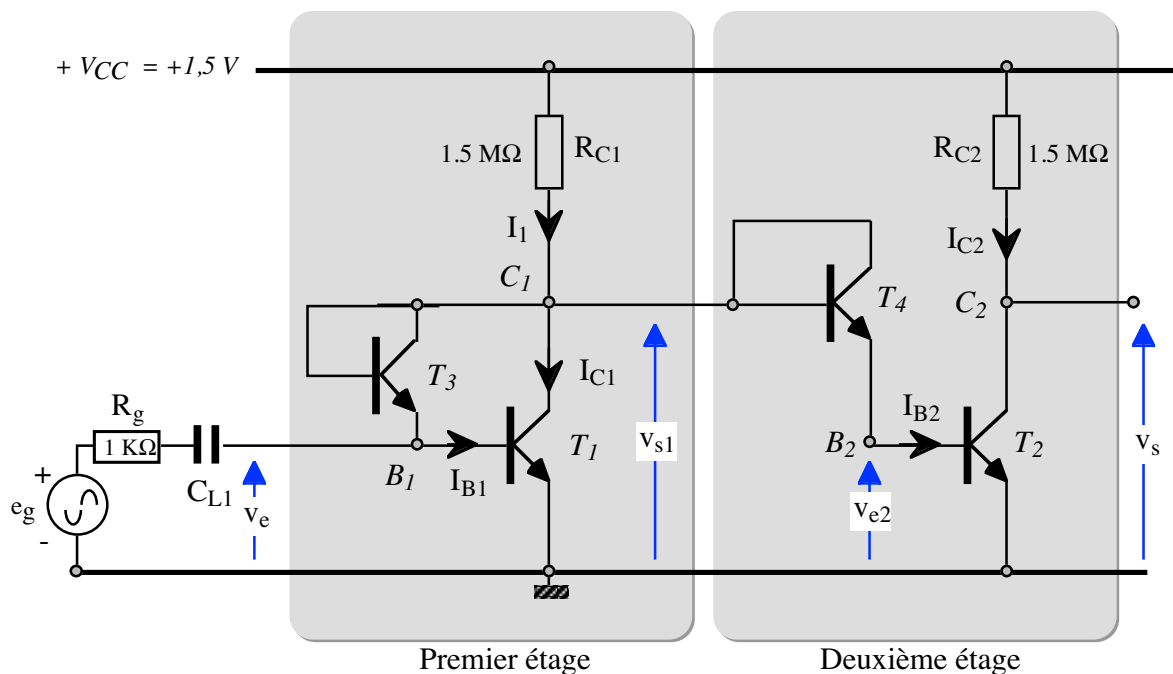 + VCC = +1,5 V
1.5 MΩ
RC1
RC2
1.5 MΩ
I1
IC2
C1
T4
C2
T3
IC1
Rg
1 KΩ
IB1
T1
vs1
IB2
B2
T2
vs
B1
+
eg
-
CL1
ve
ve2
Premier étage
Deuxième étage